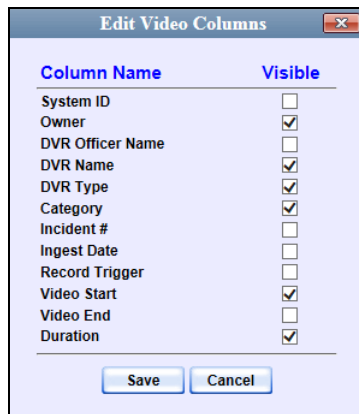 Edit Video Columns
Column Name Visible
System ID
Owner
DVR Officer Name
DVR Name
DVR Type
Category
Incident #
Ingest Date
Record Trigger
Video Start
Video End
Duration
Save Cancel